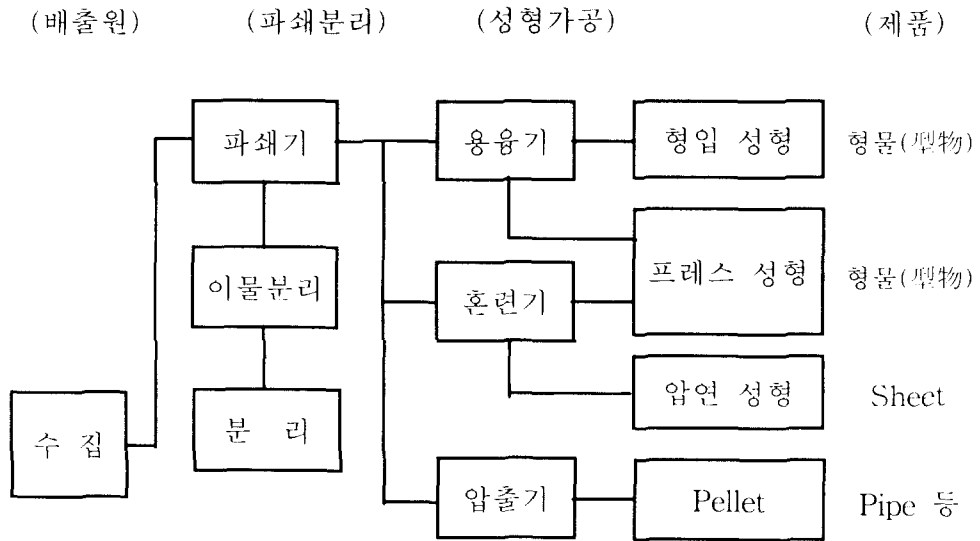 (배출원) (파쇄분리) (성형가공) (제품)
파쇄기 용융기 형입 성형 형물(型物)
이물분리 혼련기 프레스 성형 형물(型物)
수 집 분 리 압연 성형 Sheet
압출기 Pellet Pipe 등